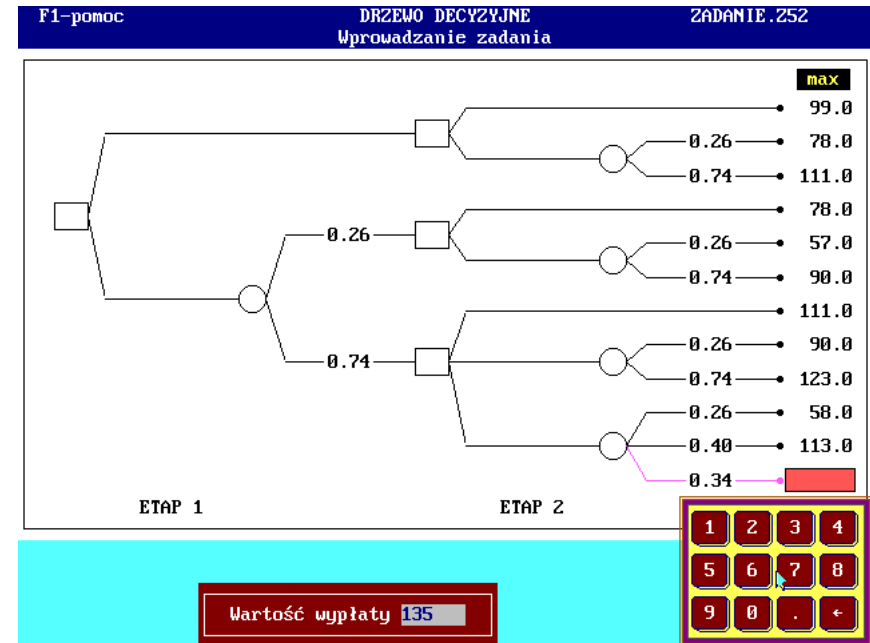 F1-pomoc DRZEWO DECYZYJNE ZADANIE.Z52
Wprowadzanie zadania
max
99.0
0.26 78.0
0.74 111.0
78.0
0.26 0.26 57.0
0.74 90.0
111.0
0.26 90.0
0.74 0.74 123.0
0.26 58.0
0.40 113.0
0.34
ETAP 1 ETAP 2
1 2 3 4
5 6 7 8
9 0 . ←
Wartość wypłaty 135